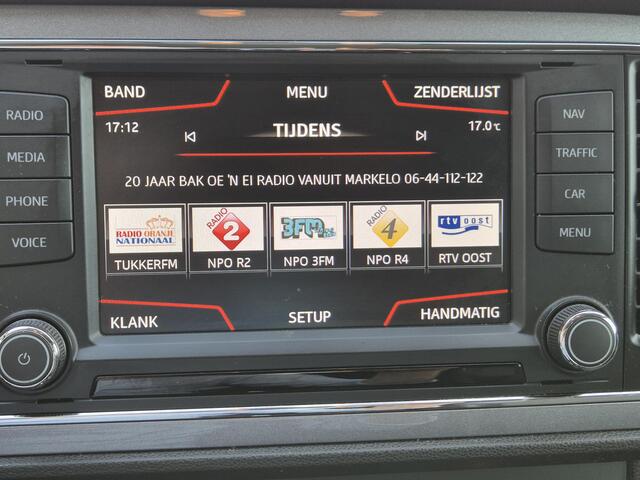 BAND
MENU
ZENDERLIJST
RADIO
NAV
17:12
TIJDENS
17.0°C
MEDIA
TRAFFIC
20 JAAR BAK OE 'N EI RADIO VANUIT MARKELO 06-44-112-122
PHONE
CAR
RADIO ORANJE
NATIONAAL
RADIO
2
3FM
RADIO
4
rtv oost
VOICE
MENU
TUKKERFM
NPO R2
NPO 3FM
NPO R4
RTV OOST
KLANK
SETUP
HANDMATIG